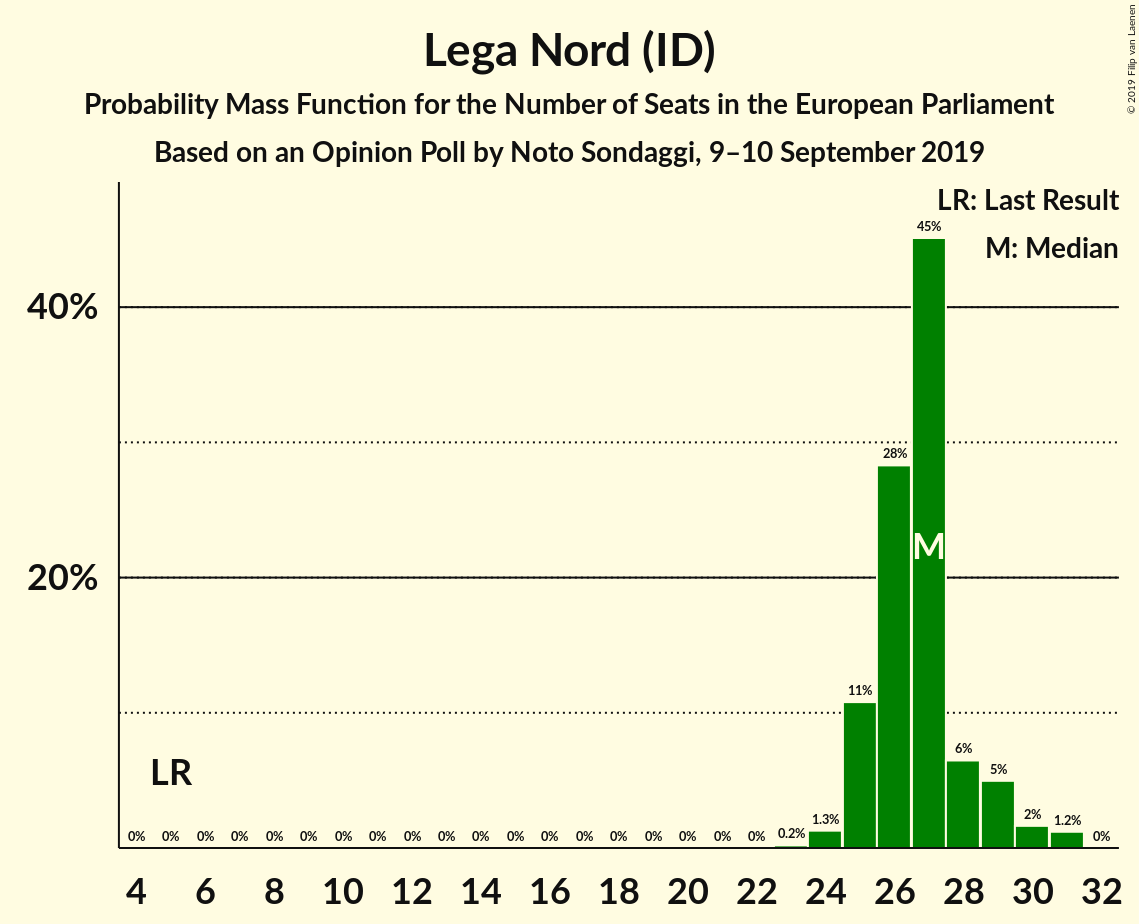 Lega Nord (ID)
Probability Mass Function for the Number of Seats in the European Parliament
Based on an Opinion Poll by Noto Sondaggi, 9–10 September 2019
© 2019 Filip van Laenen
LR: Last Result
M: Median
45%
40%
28%
M
20%
11%
LR
6%
5%
0% 0% 0% 0% 0% 0% 0% 0% 0% 0% 0% 0% 0% 0% 0% 0% 0% 0% 0% 0.2% 1.3% 2% 1.2% 0%
4 6 8 10 12 14 16 18 20 22 24 26 28 30 32